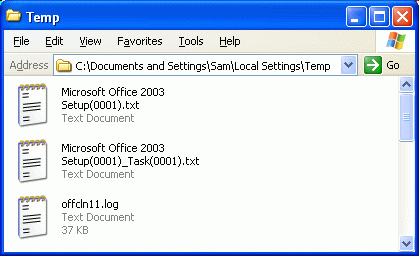 Temp
File Edit View Favorites Tools Help
Address C:\Documents and Settings\Sam\Local Settings\Temp Go
Microsoft Office 2003
Setup(0001).txt
Text Document
Microsoft Office 2003
Setup(0001)_Task(0001).txt
Text Document
offcln11.log
Text Document
37 KB